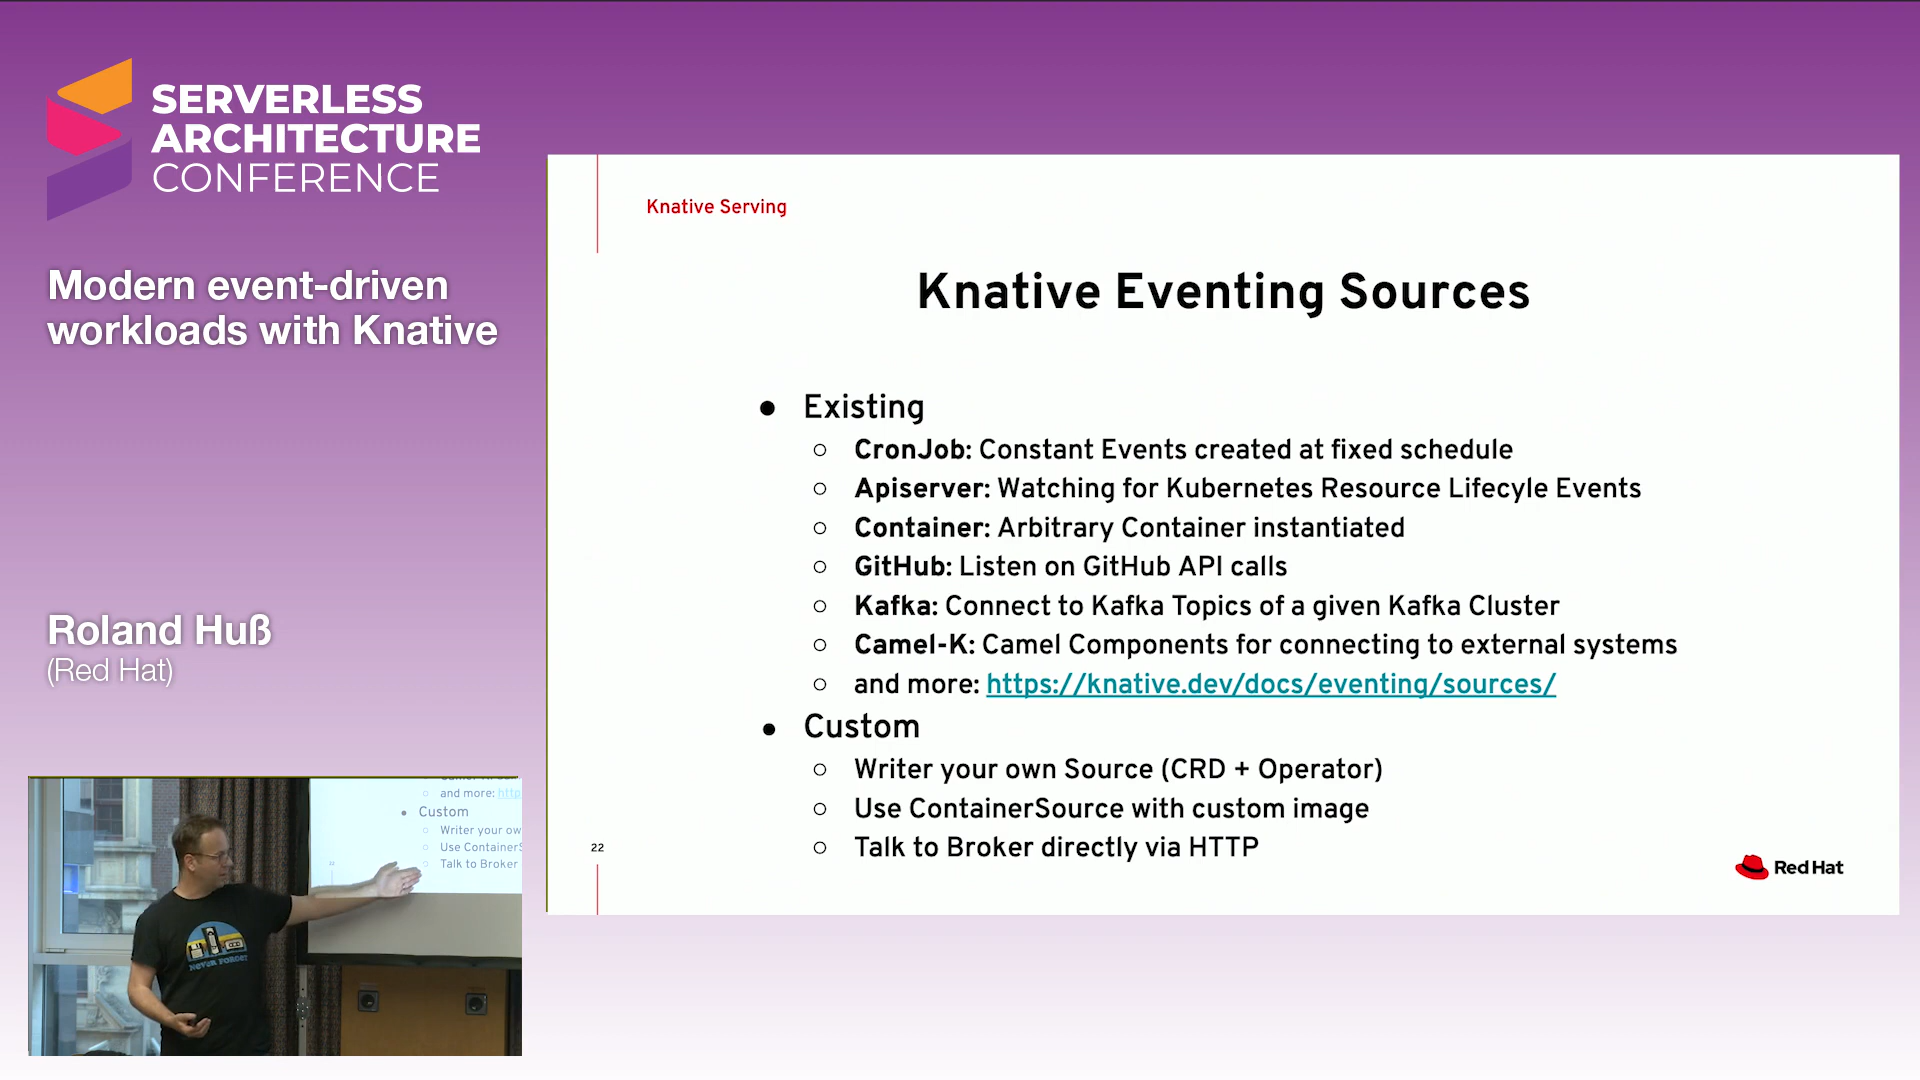 SERVERLESS
ARCHITECTURE
CONFERENCE
Modern event-driven
workloads with Knative
Roland Huß
(Red Hat)
Knative Serving
Knative Eventing Sources
● Existing
○ CronJob: Constant Events created at fixed schedule
○ Apiserver: Watching for Kubernetes Resource Lifecyle Events
○ Container: Arbitrary Container instantiated
○ GitHub: Listen on GitHub API calls
○ Kafka: Connect to Kafka Topics of a given Kafka Cluster
○ Camel-K: Camel Components for connecting to external systems
○ and more: https://knative.dev/docs/eventing/sources/
● Custom
○ Writer your own Source (CRD + Operator)
○ Use ContainerSource with custom image
○ Talk to Broker directly via HTTP
22
Red Hat
and more: http
Custom
Writer your ow
Use ContainerS
Talk to Broker
NEVER FORGET